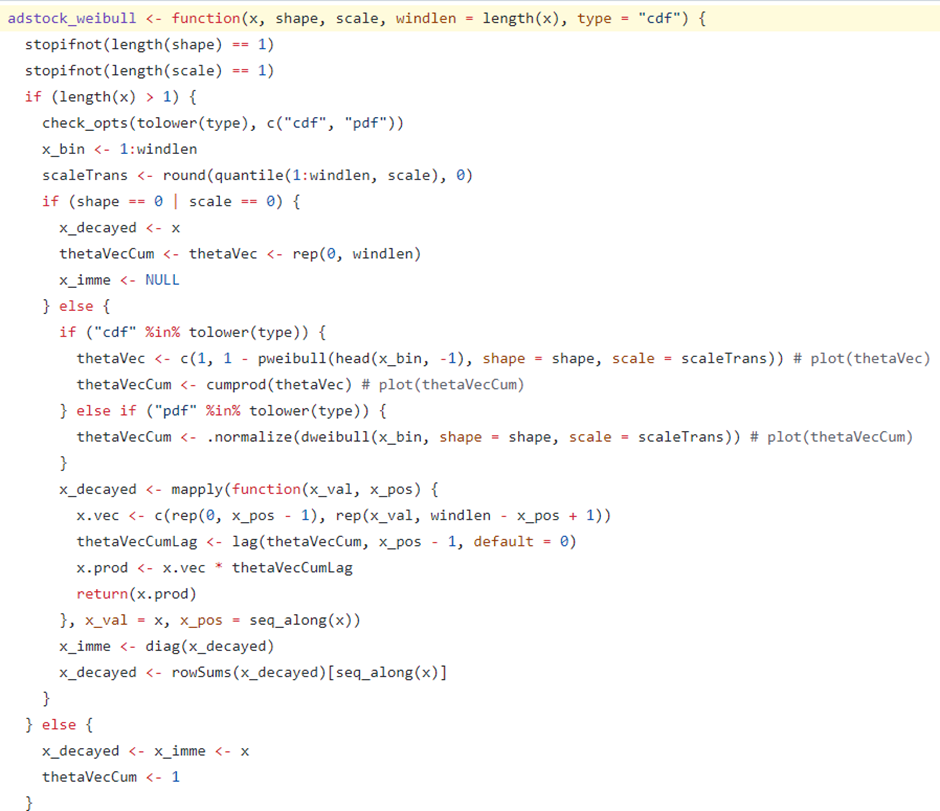 adstock_weibull <- function(x, shape, scale, windlen = length(x), type = "cdf") {
  stopifnot(length(shape) == 1)
  stopifnot(length(scale) == 1)
  if (length(x) > 1) {
    check_opts(tolower(type), c("cdf", "pdf"))
    x_bin <- 1:windlen
    scaleTrans <- round(quantile(1:windlen, scale), 0)
    if (shape == 0 | scale == 0) {
      x_decayed <- x
      thetaVecCum <- thetaVec <- rep(0, windlen)
      x_imme <- NULL
    } else {
      if ("cdf" %in% tolower(type)) {
        thetaVec <- c(1, 1 - pweibull(head(x_bin, -1), shape = shape, scale = scaleTrans)) # plot(thetaVec)
        thetaVecCum <- cumprod(thetaVec) # plot(thetaVecCum)
      } else if ("pdf" %in% tolower(type)) {
        thetaVecCum <- .normalize(dweibull(x_bin, shape = shape, scale = scaleTrans)) # plot(thetaVecCum)
      }
      x_decayed <- mapply(function(x_val, x_pos) {
        x.vec <- c(rep(0, x_pos - 1), rep(x_val, windlen - x_pos + 1))
        thetaVecCumLag <- lag(thetaVecCum, x_pos - 1, default = 0)
        x.prod <- x.vec * thetaVecCumLag
        return(x.prod)
      }, x_val = x, x_pos = seq_along(x))
      x_imme <- diag(x_decayed)
      x_decayed <- rowSums(x_decayed)[seq_along(x)]
    }
  } else {
    x_decayed <- x_imme <- x
    thetaVecCum <- 1
  }